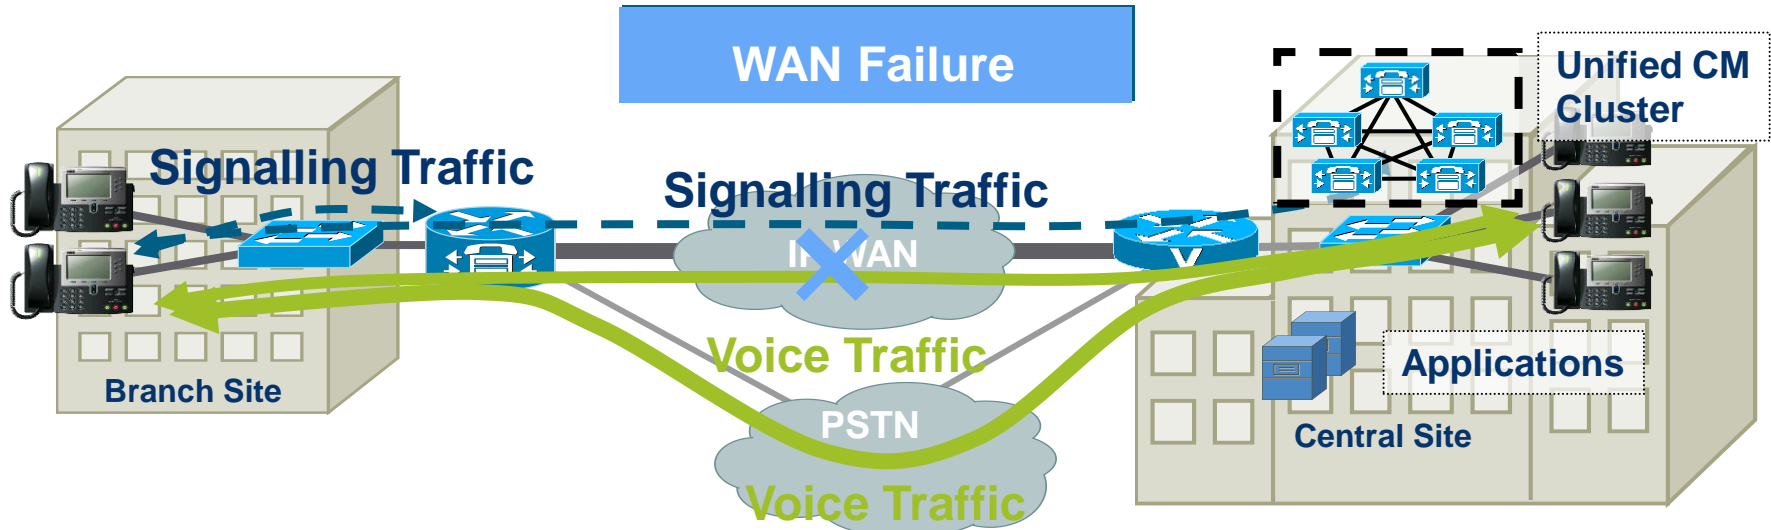 WAN Failure
Unified CM
Cluster
Signalling Traffic
Signalling Traffic
IP WAN
V
Voice Traffic
Applications
Branch Site
PSTN
Central Site
Voice Traffic